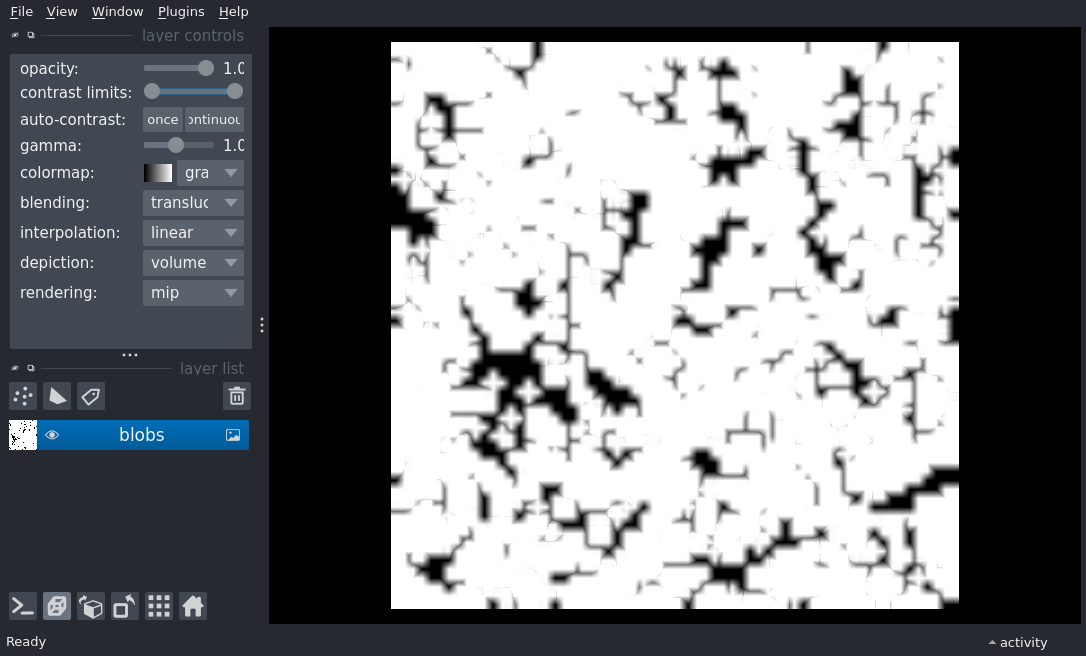 File View Window Plugins Help
layer controls
opacity: 1.0
contrast limits:
auto-contrast: once ontinuou
gamma: 1.0
colormap: gra
blending: transluc
interpolation: linear
depiction: volume
rendering: mip
layer list
blobs
Ready
activity